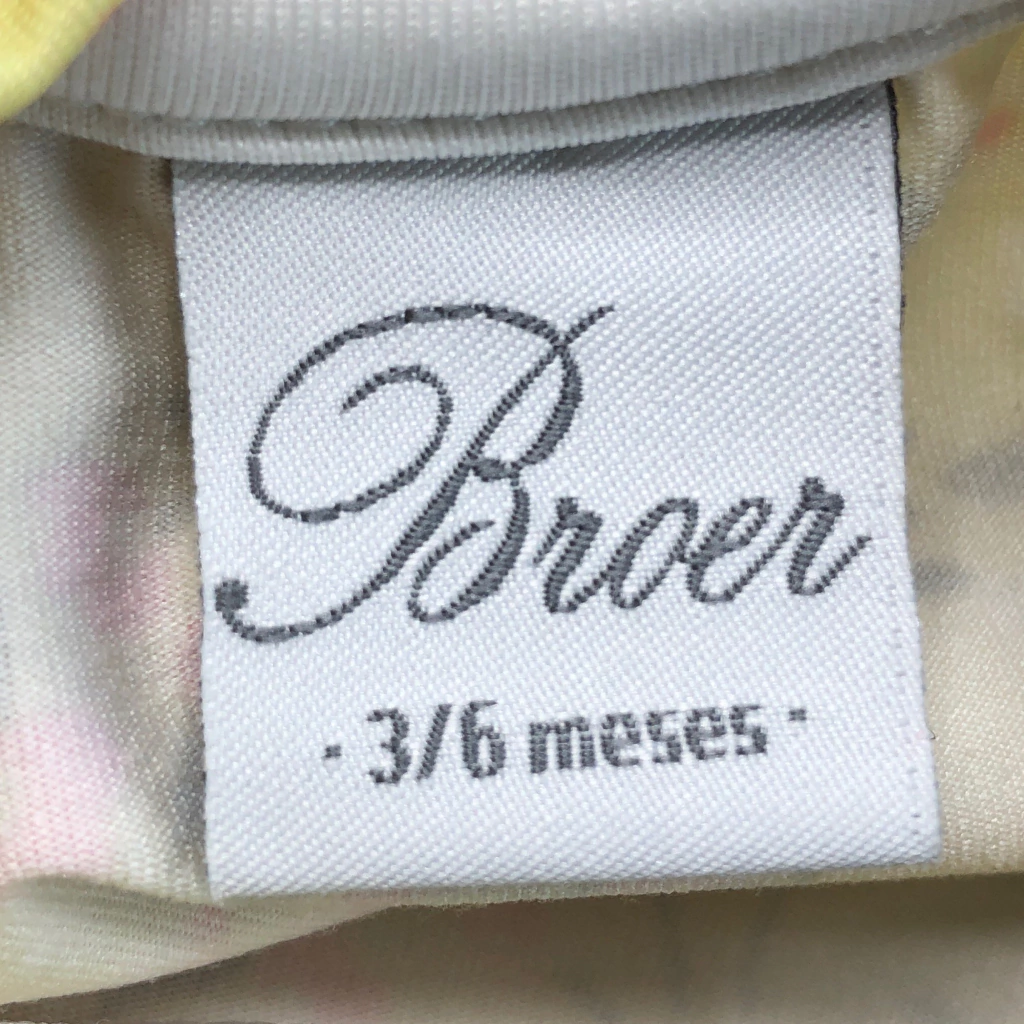 Broer
· 3/6 meses ·